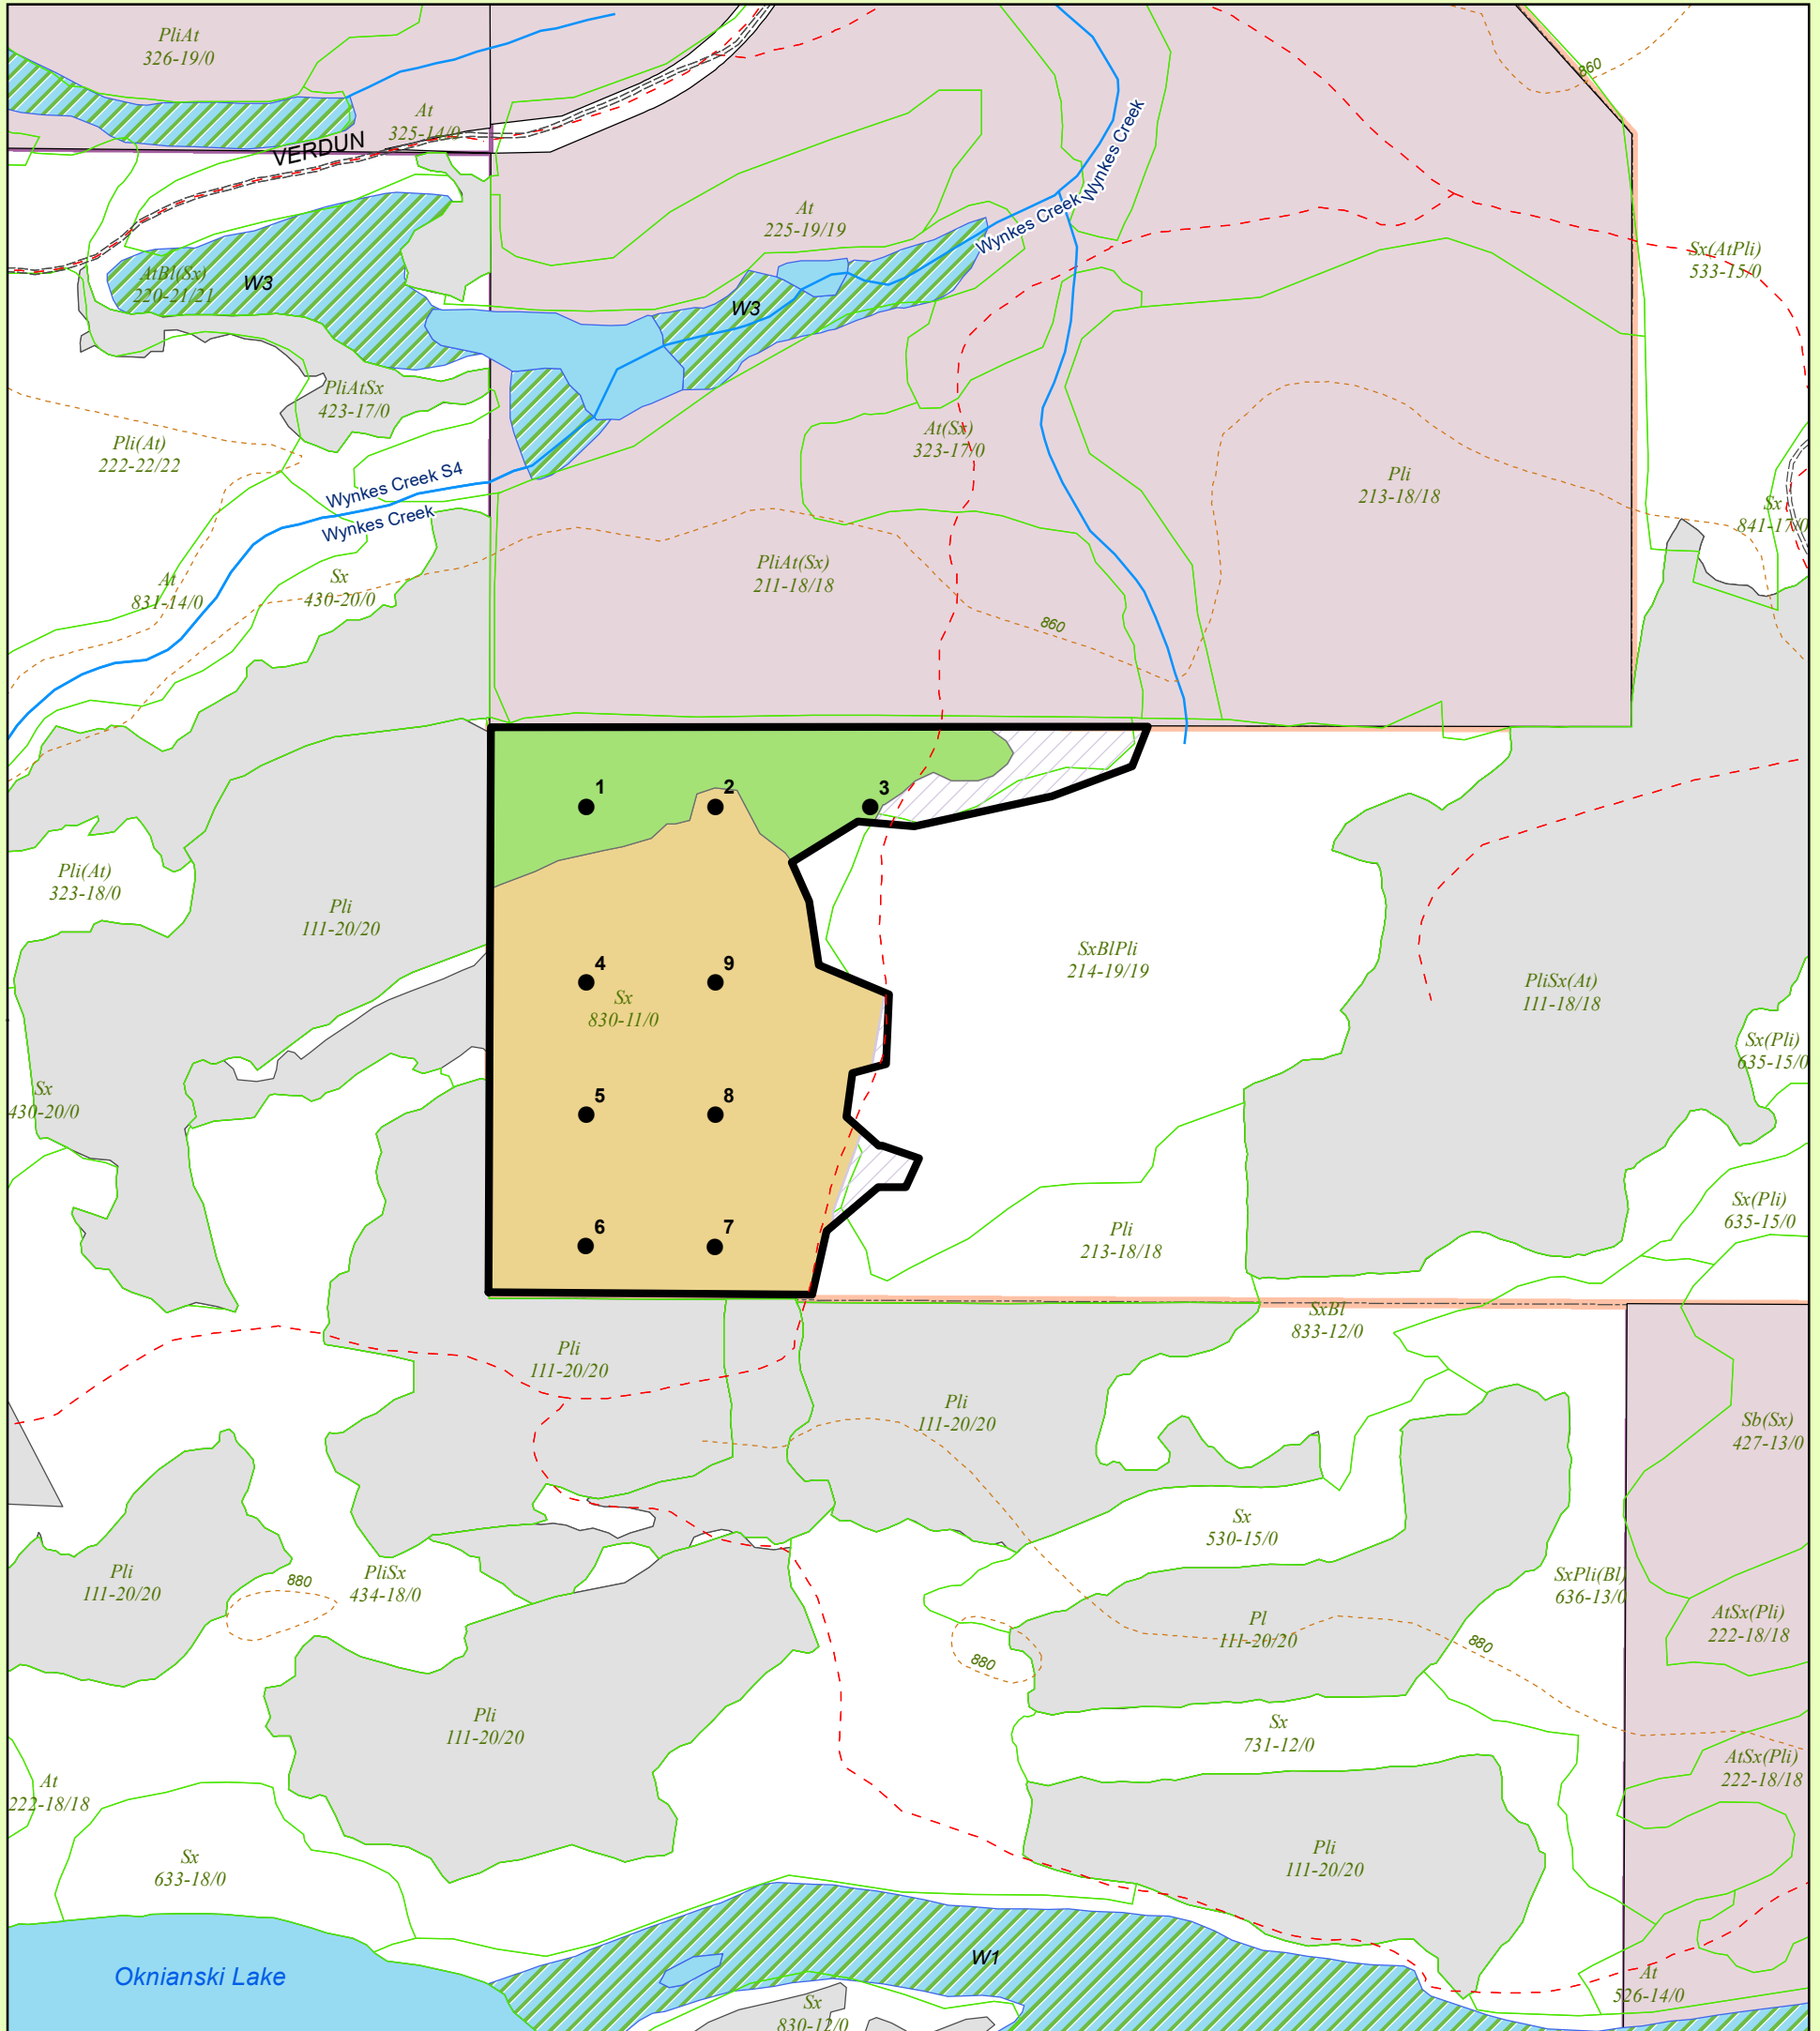 PliAt
326-19/0
At
325-14/0
VERDUN
860
Wynkes Creek
Wynkes Creek
At
225-19/19
AtBl(Sx)
220-21/21
W3
W3
Sx(AtPli)
533-15/0
PliAtSx
423-17/0
Pli(At)
222-22/22
At(Sx)
323-17/0
Pli
213-18/18
Wynkes Creek S4
Wynkes Creek
Sx
841-17/0
At
831-14/0
Sx
430-20/0
PliAt(Sx)
211-18/18
860
1
2
3
Pli(At)
323-18/0
Pli
111-20/20
4
9
Sx
830-11/0
SxBlPli
214-19/19
PliSx(At)
111-18/18
Sx(Pli)
635-15/0
Sx
430-20/0
5
8
6
7
Pli
213-18/18
Sx(Pli)
635-15/0
SxBl
833-12/0
Pli
111-20/20
Pli
111-20/20
Sb(Sx)
427-13/0
Sx
530-15/0
Pli
111-20/20
880
PliSx
434-18/0
SxPli(Bl)
636-13/0
AtSx(Pli)
222-18/18
Pl
111-20/20
880
880
Pli
111-20/20
Sx
731-12/0
AtSx(Pli)
222-18/18
At
222-18/18
Sx
633-18/0
Pli
111-20/20
Oknianski Lake
W1
At
526-14/0
Sx
830-12/0